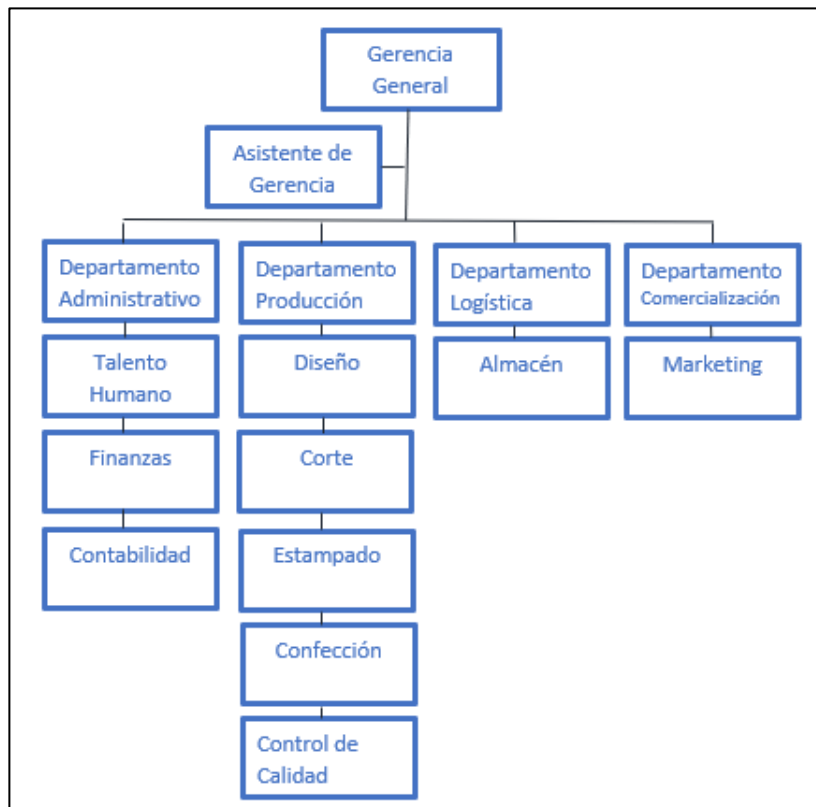 Gerencia
General
Asistente de
Gerencia
Departamento
Administrativo
Departamento
Producción
Departamento
Logística
Departamento
Comercialización
Talento
Humano
Diseño
Almacén
Marketing
Finanzas
Corte
Contabilidad
Estampado
Confección
Control de
Calidad